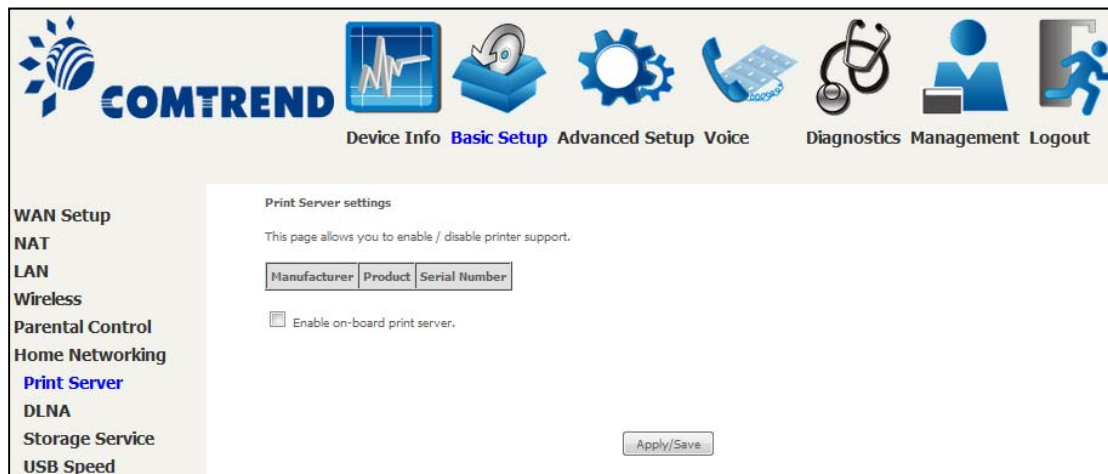 COMTREND
Device Info Basic Setup Advanced Setup Voice Diagnostics Management Logout
WAN Setup
NAT
LAN
Wireless
Parental Control
Home Networking
Print Server
DLNA
Storage Service
USB Speed
Print Server settings
This page allows you to enable / disable printer support.
Manufacturer Product Serial Number
Enable on-board print server.
Apply/Save